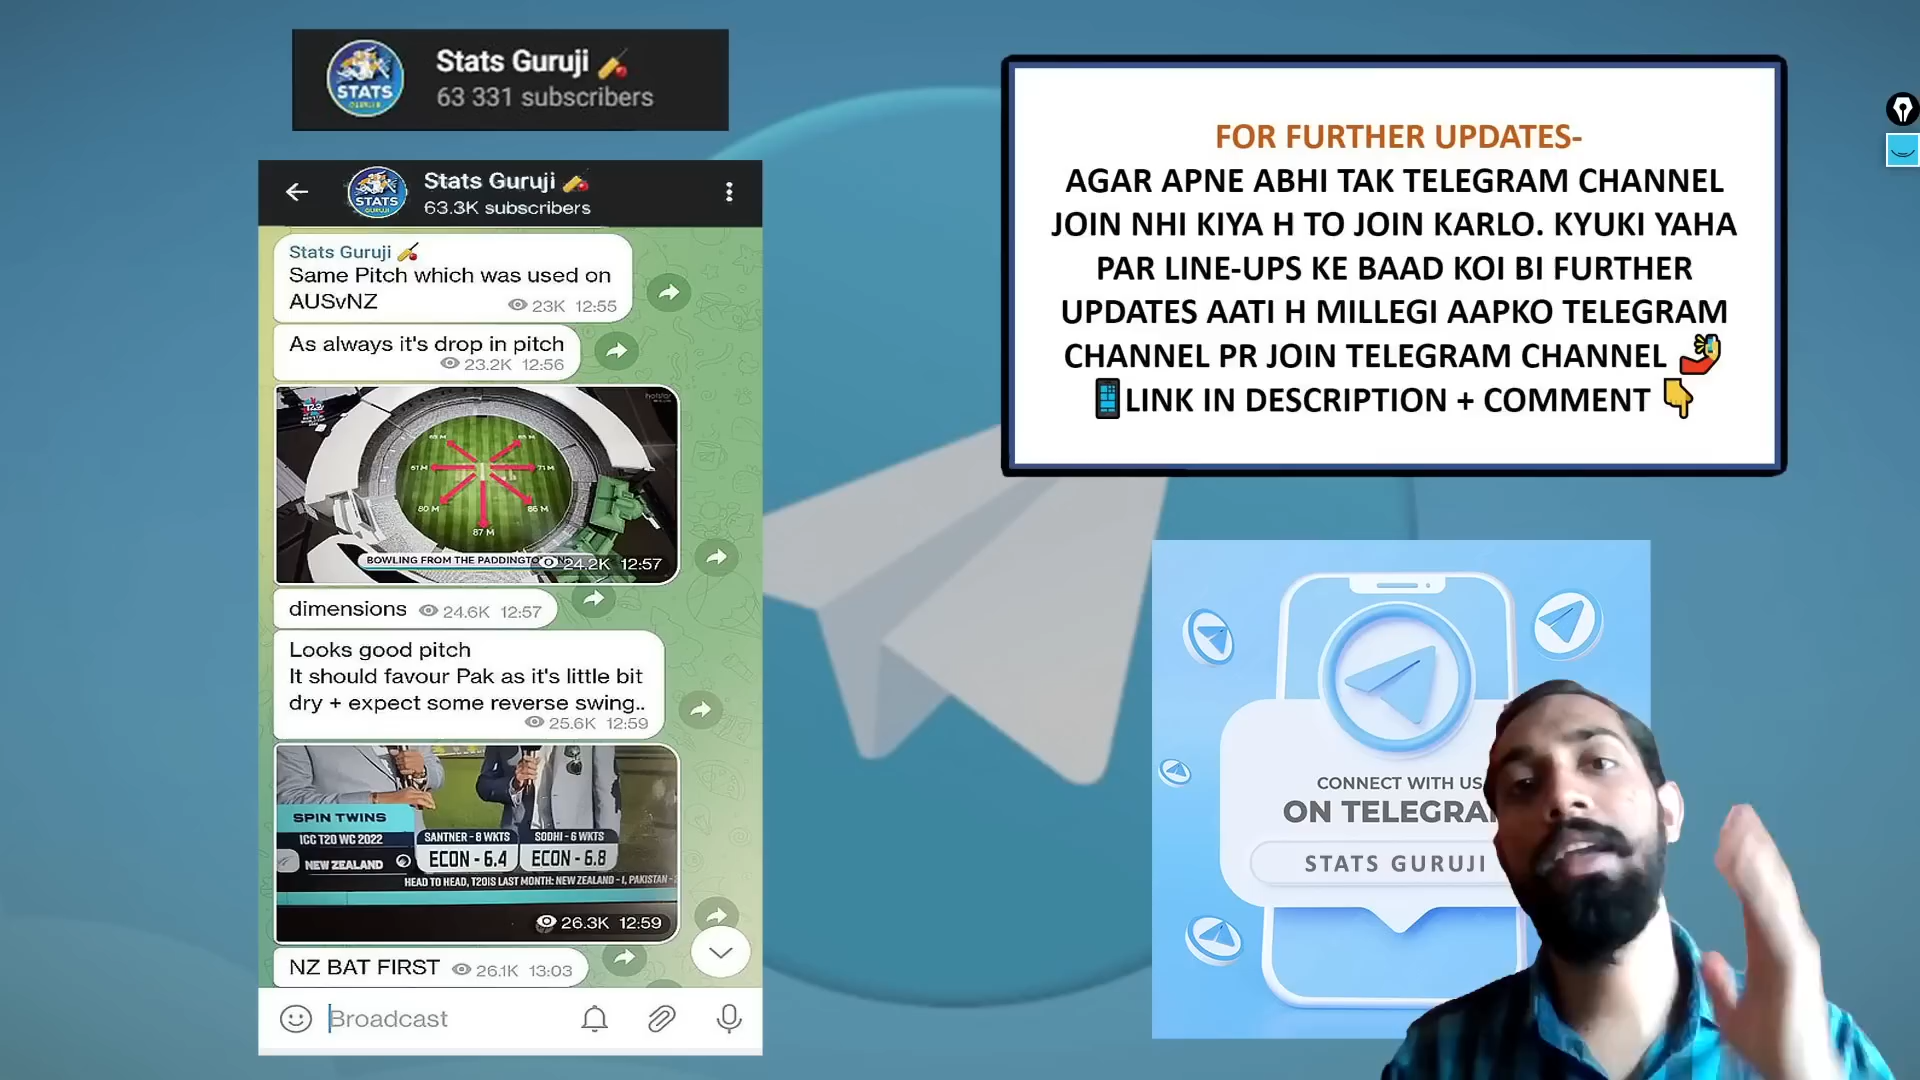 Stats Guruji
63 331 subscribers
STATS
Stats Guruji
63.3K subscribers
STATS
GURUJI
Stats Guruji
Same Pitch which was used on
AUSvNZ
23K 12:55
As always it's drop in pitch
23.2K 12:56
hotstar
61 M
71 M
80 M
86 M
87 M
BOWLING FROM THE PADDINGTO
24.2K 12:57
dimensions 24.6K 12:57
Looks good pitch
It should favour Pak as it's little bit
dry + expect some reverse swing..
25.6K 12:59
SPIN TWINS
ICC T20 WC 2022
NEW ZEALAND
SANTNER - 8 WKTS
ECON - 6.4
SODHI - 6 WKTS
ECON - 6.8
HEAD TO HEAD, T20IS LAST MONTH: NEW ZEALAND - 1, PAKISTAN -
26.3K 12:59
NZ BAT FIRST 26.1K 13:03
Broadcast
FOR FURTHER UPDATES-
AGAR APNE ABHI TAK TELEGRAM CHANNEL
JOIN NHI KIYA H TO JOIN KARLO. KYUKI YAHA
PAR LINE-UPS KE BAAD KOI BI FURTHER
UPDATES AATI H MILLEGI AAPKO TELEGRAM
CHANNEL PR JOIN TELEGRAM CHANNEL
LINK IN DESCRIPTION + COMMENT
CONNECT WITH US
ON TELEGRA
STATS GURUJI